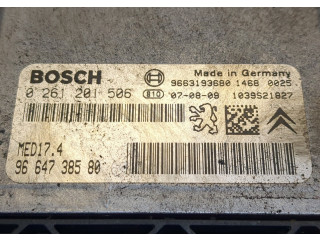 BOSCH
Made in Germany
9663193680 1468 0025
0 261 201 506 810 07-08-09 1039S21827
MED17.4
96 647 385 80